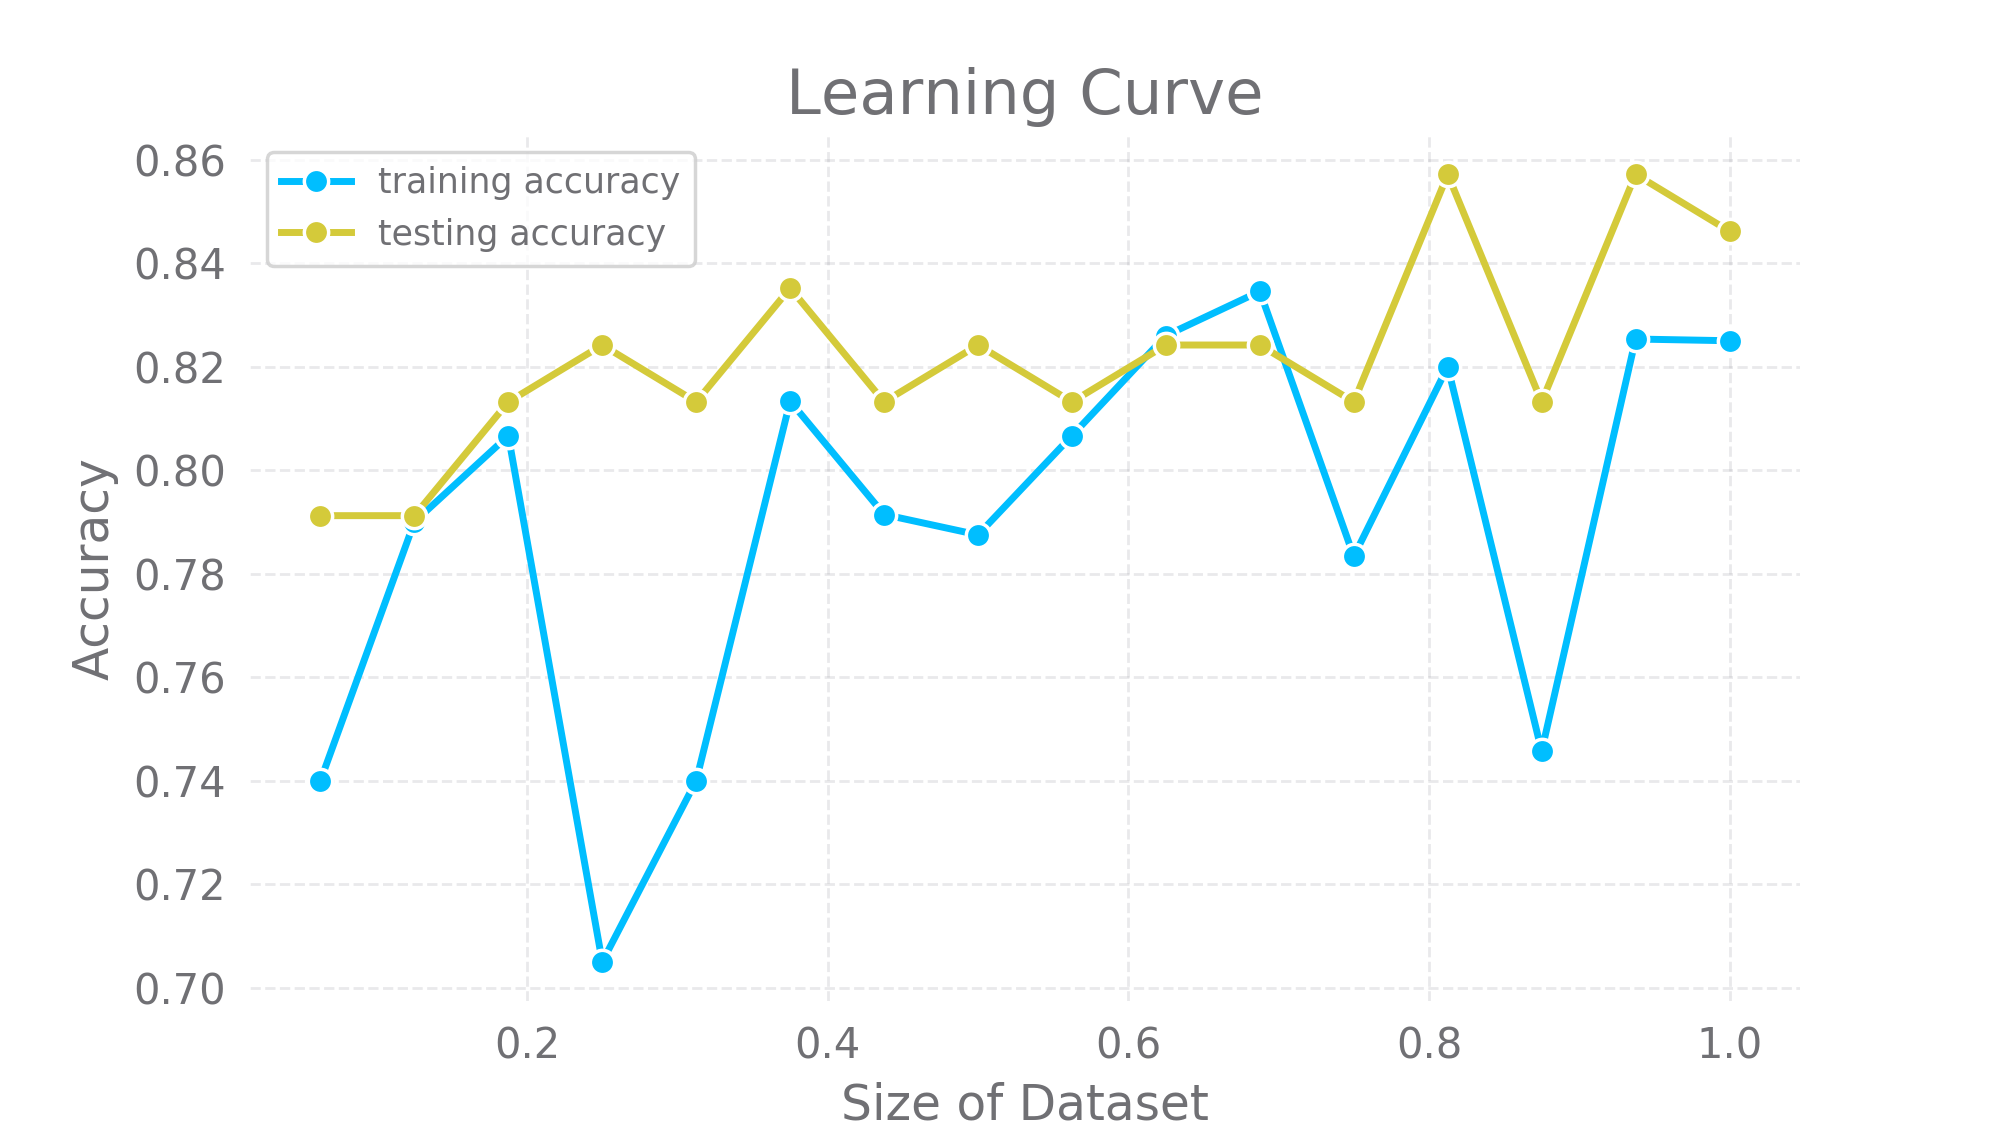 Learning Curve
training accuracy
testing accuracy
0.86
0.84
0.82
0.80
0.78
0.76
0.74
0.72
0.70
Accuracy
0.2 0.4 0.6 0.8 1.0
Size of Dataset